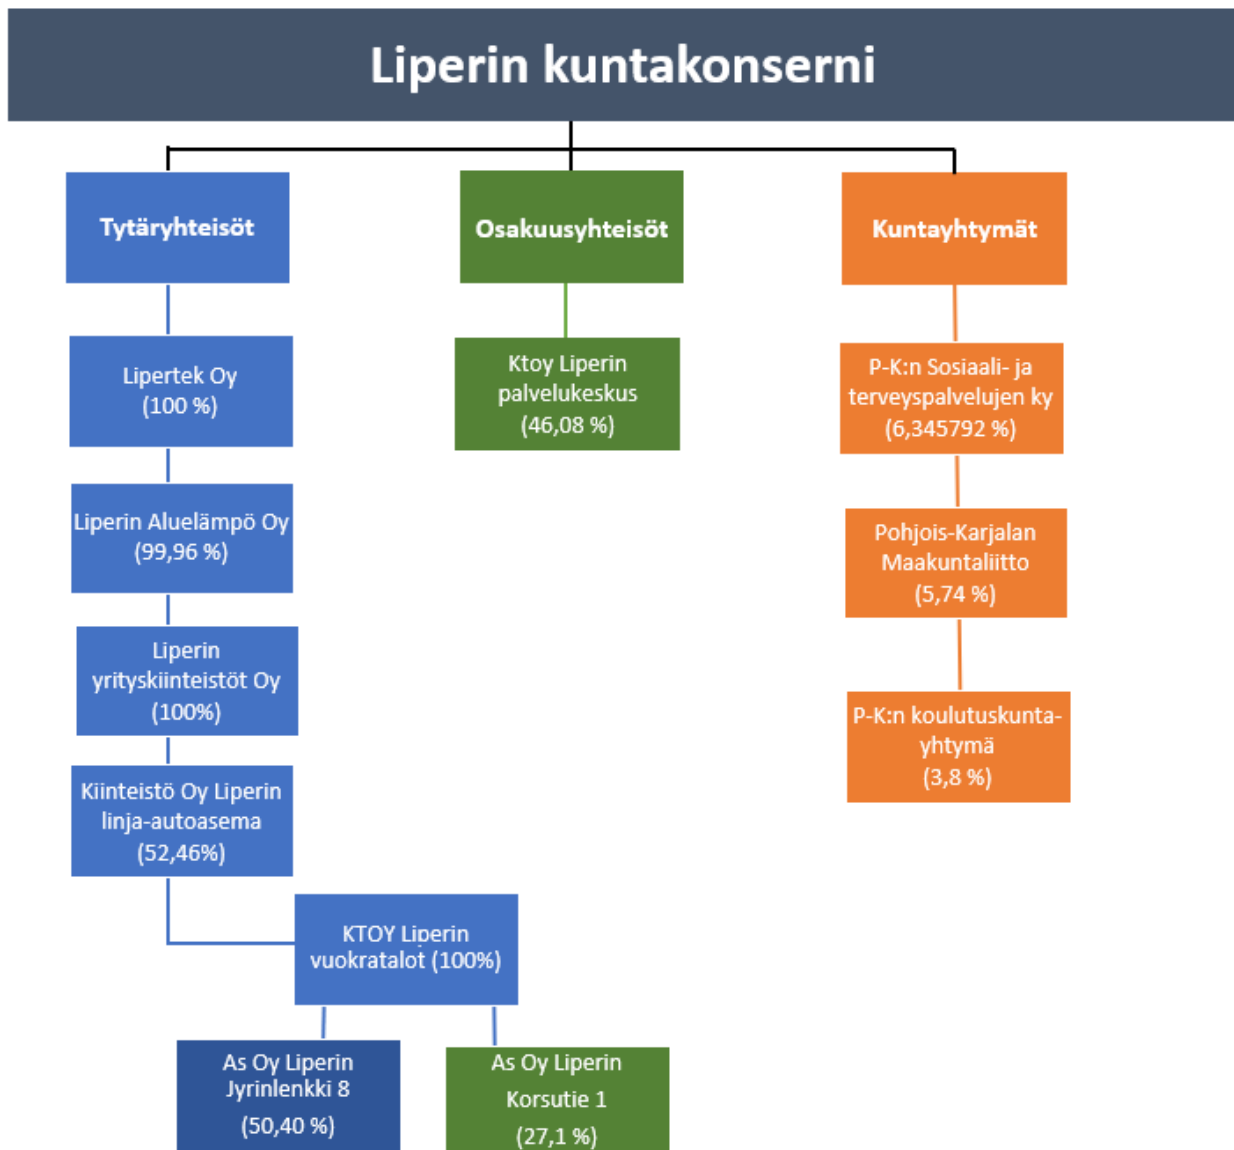 Liperin kuntakonserni
Tytäryhteisöt
Lipertek Oy
(100 %)
Liperin Aluelämpö Oy
(99,96 %)
Liperin
yrityskiinteistöt Oy
(100%)
Kiinteistö Oy Liperin
linja-autoasema
(52,46%)
KTOY Liperin
vuokratalot (100%)
As Oy Liperin
Jyrinlenkki 8
(50,40 %)
As Oy Liperin
Korsutie 1
(27,1 %)
Osakuusyhteisöt
Ktoy Liperin
palvelukeskus
(46,08 %)
Kuntayhtymät
P-K:n Sosiaali- ja
terveyspalvelujen ky
(6,345792 %)
Pohjois-Karjalan
Maakuntaliitto
(5,74 %)
P-K:n koulutuskunta-
yhtymä
(3,8 %)